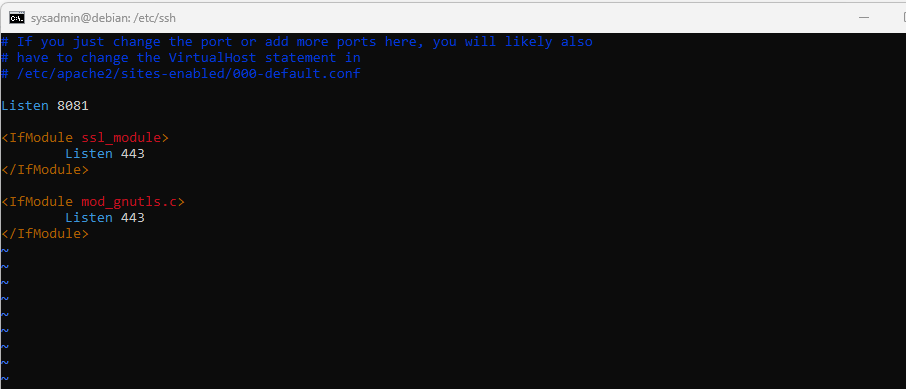 sysadmin@debian: /etc/ssh
# If you just change the port or add more ports here, you will likely also
# have to change the VirtualHost statement in
# /etc/apache2/sites-enabled/000-default.conf
Listen 8081
<IfModule ssl_module>
        Listen 443
</IfModule>
<IfModule mod_gnutls.c>
        Listen 443
</IfModule>
~
~
~
~
~
~
~
~
~